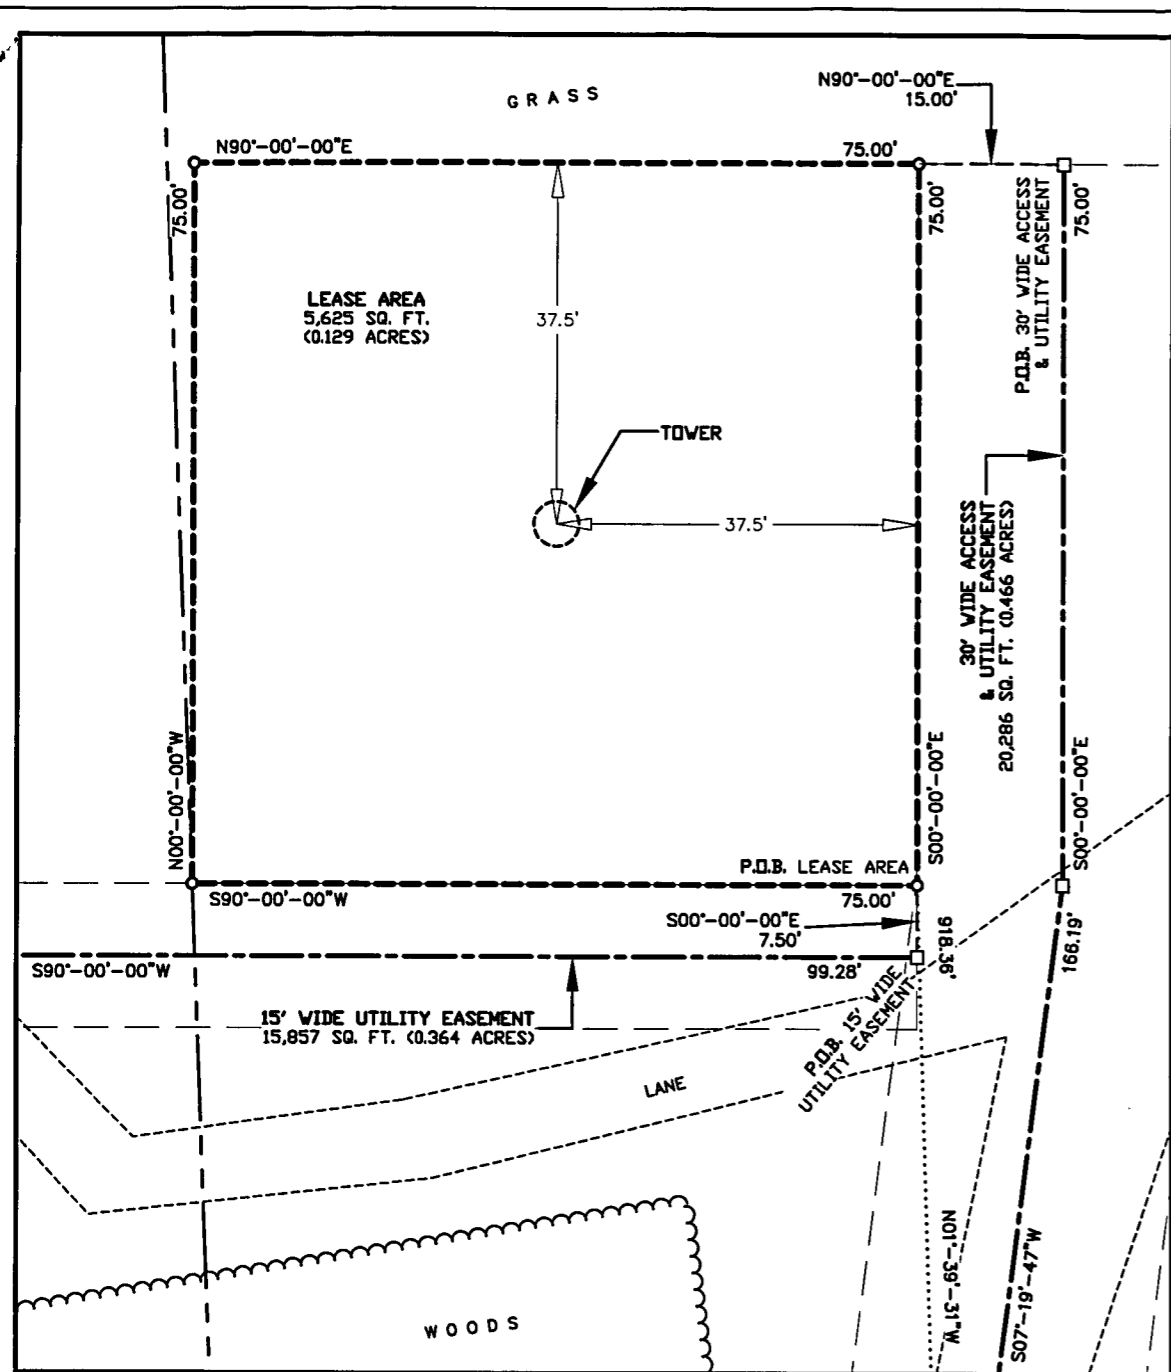 GRASS
N90°-00'-00"E
15.00'
N90°-00'-00"E
75.00'
75.00'
75.00'
75.00'
P.O.B. 30' WIDE ACCESS
& UTILITY EASEMENT
LEASE AREA
5,625 SQ. FT.
(0.129 ACRES)
37.5'
TOWER
37.5'
30' WIDE ACCESS
& UTILITY EASEMENT
20,286 SQ. FT. (0.466 ACRES)
N00°-00'-00"W
S00°-00'-00"E
S00°-00'-00"E
P.O.B. LEASE AREA
S90°-00'-00"W
75.00'
S00°-00'-00"E
7.50'
918.36'
166.19'
S90°-00'-00"W
99.28'
15' WIDE UTILITY EASEMENT
15,857 SQ. FT. (0.364 ACRES)
P.O.B. 15' WIDE
UTILITY EASEMENT
LANE
N01°-39'-31"W
S07°-19'-47"W
WOODS